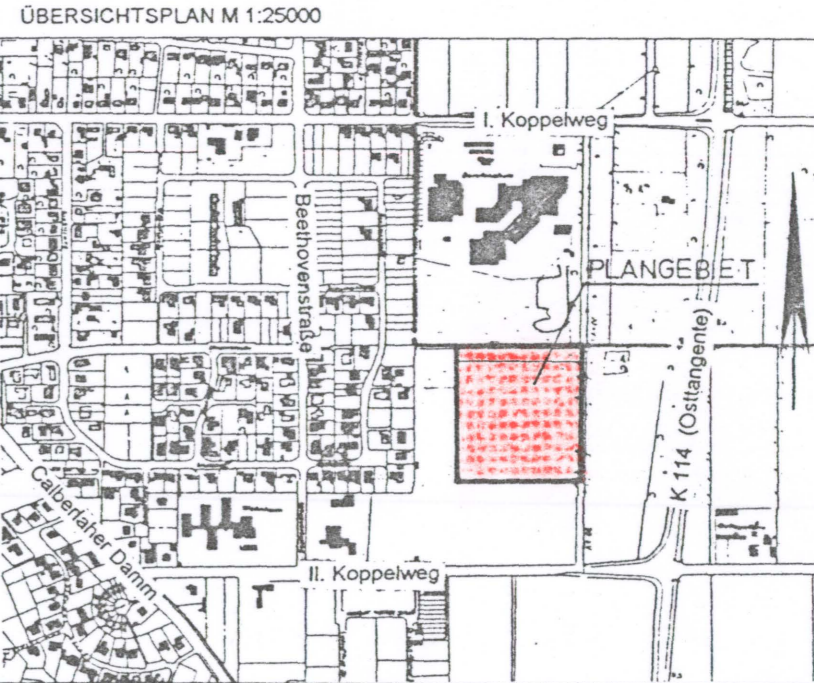 ÜBERSICHTSPLAN M 1:25000
I. Koppelweg
Beethovenstraße
PLANGEBIET
K 114 (Osttangente)
Calberlaher Damm
II. Koppelweg